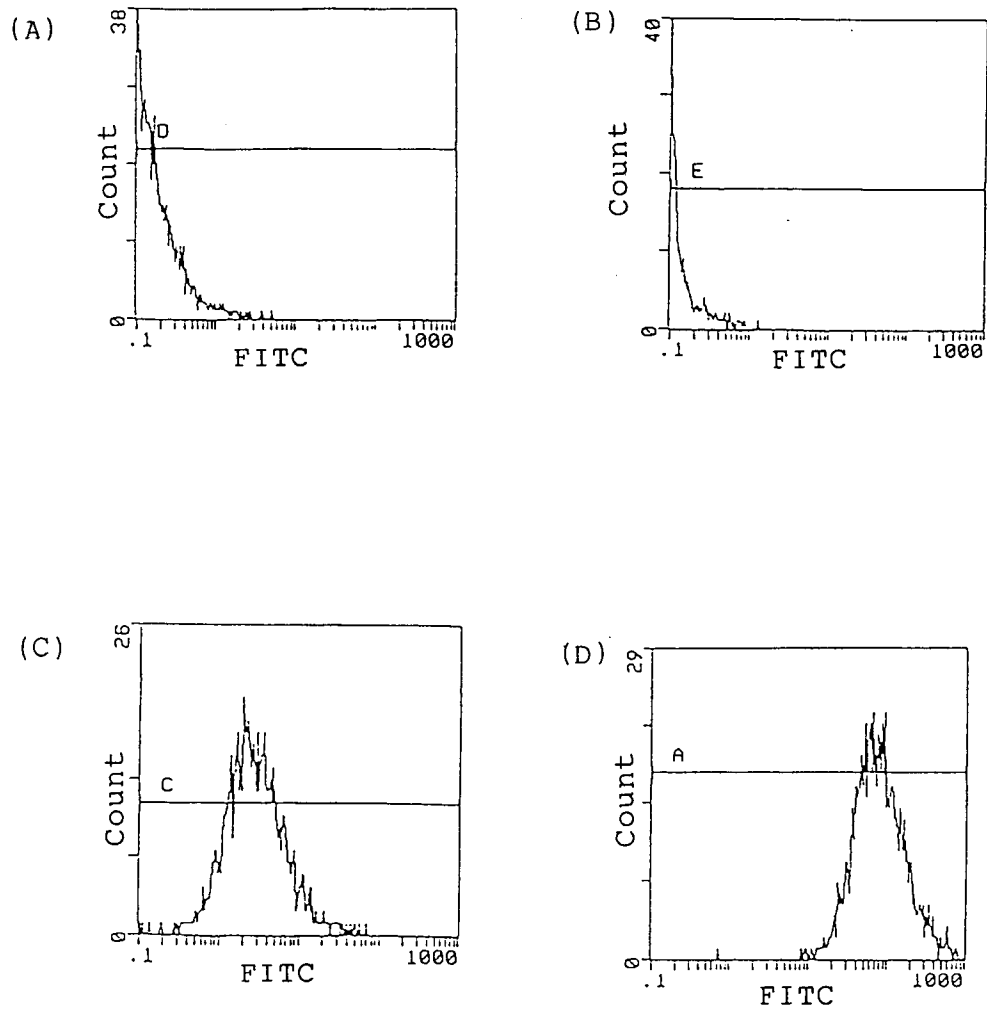 (A)
38
Count
D
0
.1
1000
FITC
(B)
40
Count
E
0
.1
1000
FITC
(C)
26
Count
C
0
.1
1000
FITC
(D)
29
Count
A
0
.1
1000
FITC